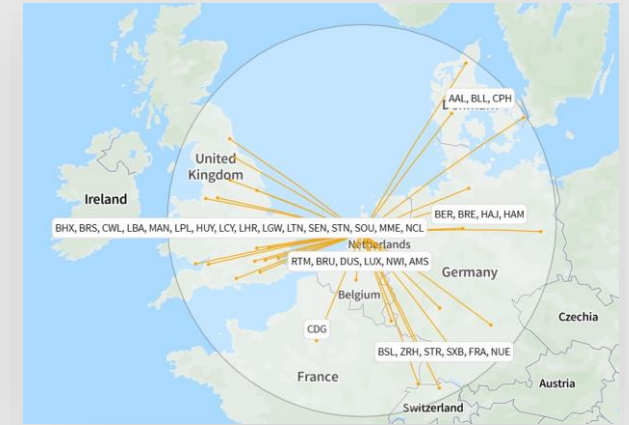 AAL, BLL, CPH
United
Kingdom
Ireland
BER, BRE, HAJ, HAM
BHX, BRS, CWL, LBA, MAN, LPL, HUY, LCY, LHR, LGW, LTN, SEN, STN, SOU, MME, NCL
Netherlands
RTM, BRU, DUS, LUX, NWI, AMS
Germany
Belgium
Czechia
CDG
BSL, ZRH, STR, SXB, FRA, NUE
France
Austria
Switzerland